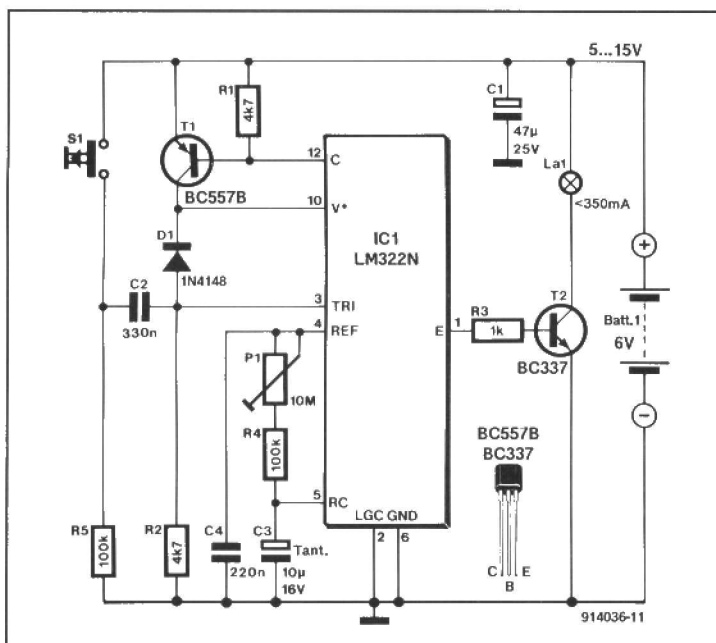 5...15V
R1
4k7
C1
47µ
25V
S1
T1
BC557B
12
C
10
V+
IC1
LM322N
La1
<350mA
D1
1N4148
C2
330n
3
TRI
4
REF
E
1
R3
1k
T2
BC337
Batt.1
6V
P1
10M
R4
100k
BC557B
BC337
5
RC
LGC GND
2
6
R5
100k
R2
4k7
C4
220n
C3
Tant.
10µ
16V
C
B
E
914036-11